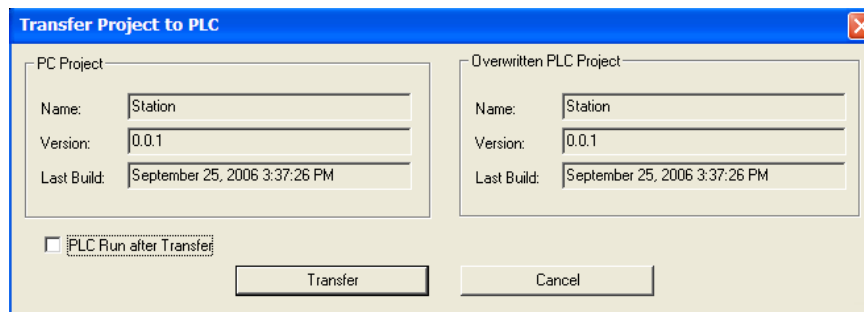 Transfer Project to PLC
PC Project
Name: Station
Version: 0.0.1
Last Build: September 25, 2006 3:37:26 PM
Overwritten PLC Project
Name: Station
Version: 0.0.1
Last Build: September 25, 2006 3:37:26 PM
PLC Run after Transfer
Transfer
Cancel